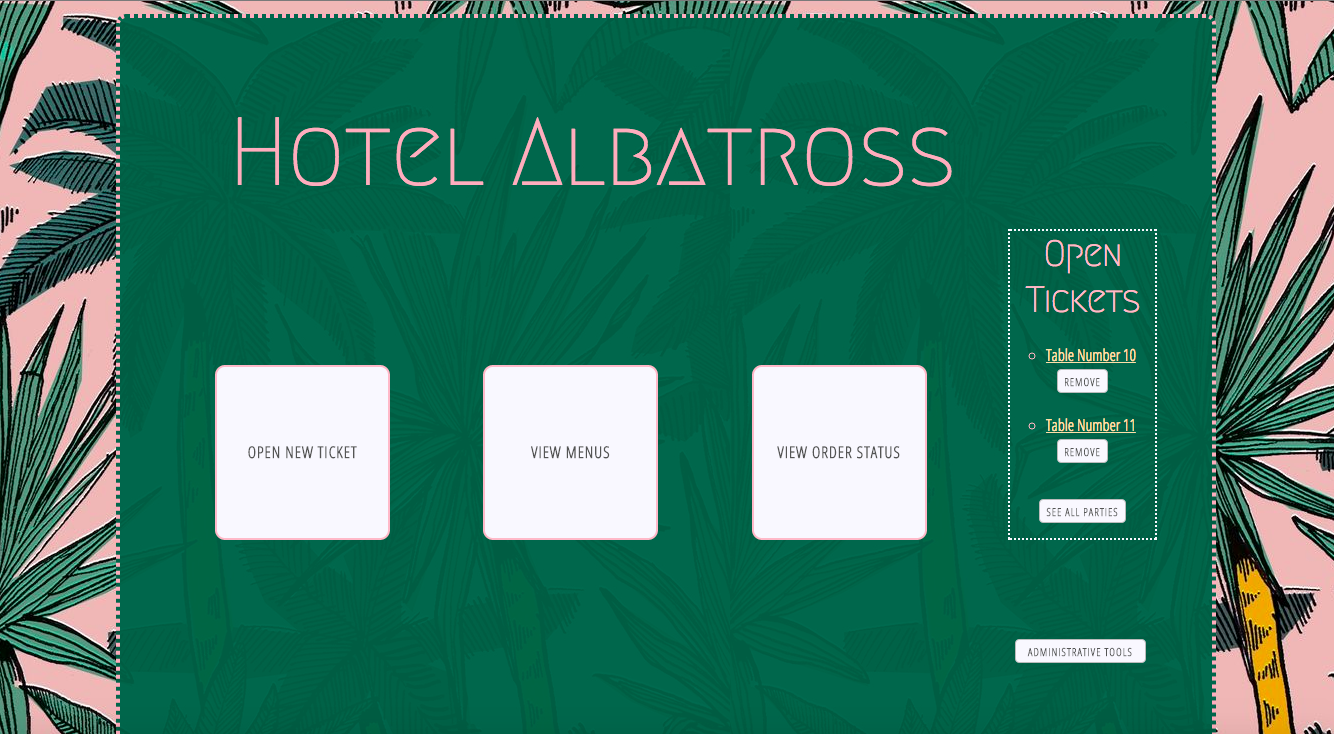 Hotel Albatross
Open
Tickets
Table Number 10
REMOVE
Table Number 11
REMOVE
SEE ALL PARTIES
OPEN NEW TICKET
VIEW MENUS
VIEW ORDER STATUS
ADMINISTRATIVE TOOLS